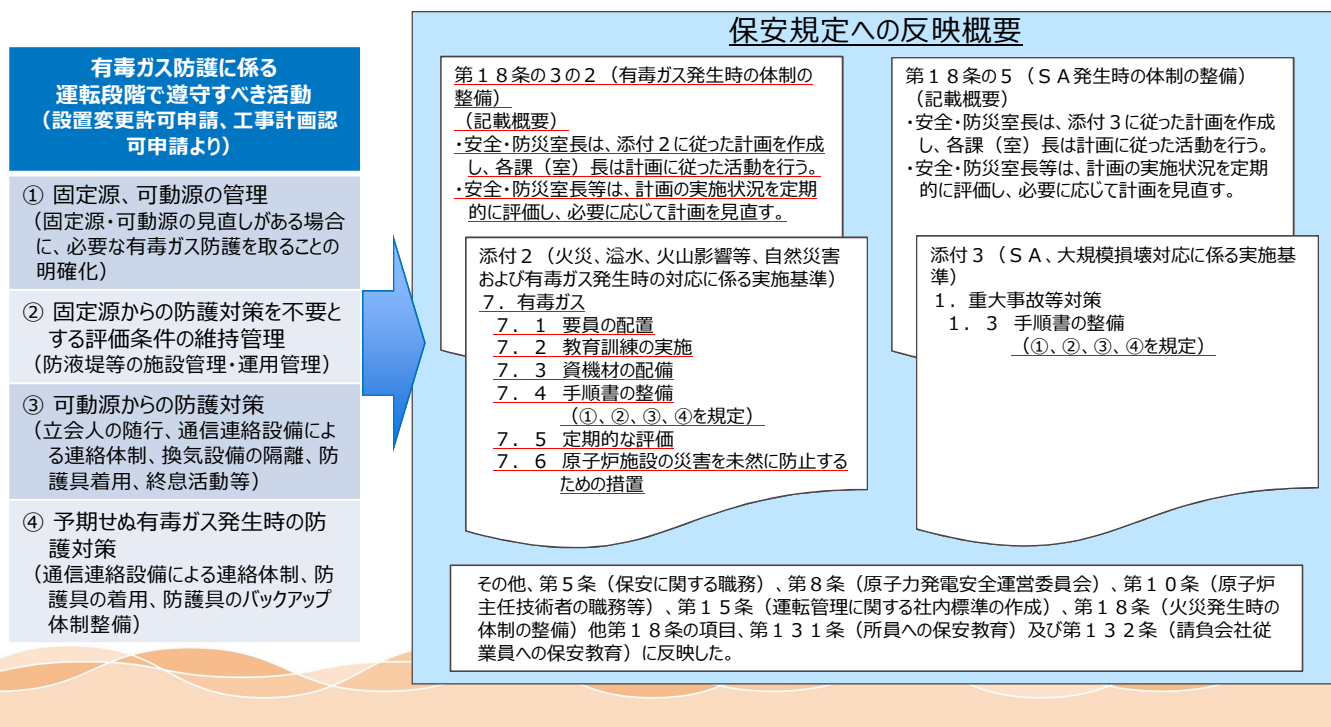 有毒ガス防護に係る
運転段階で遵守すべき活動
（設置変更許可申請、工事計画認
可申請より）
① 固定源、可動源の管理
（固定源・可動源の見直しがある場合
に、必要な有毒ガス防護を取ることの
明確化）
② 固定源からの防護対策を不要と
する評価条件の維持管理
（防液堤等の施設管理・運用管理）
③ 可動源からの防護対策
（立会人の随行、通信連絡設備によ
る連絡体制、換気設備の隔離、防
護具着用、終息活動等）
④ 予期せぬ有毒ガス発生時の防
護対策
（通信連絡設備による連絡体制、防
護具の着用、防護具のバックアップ
体制整備）
保安規定への反映概要
第１８条の３の２（有毒ガス発生時の体制の
整備）
（記載概要）
・安全・防災室長は、添付２に従った計画を作成
し、各課（室）長は計画に従った活動を行う。
・安全・防災室長等は、計画の実施状況を定期
的に評価し、必要に応じて計画を見直す。
添付２（火災、溢水、火山影響等、自然災害
および有毒ガス発生時の対応に係る実施基準）
７．有毒ガス
７．１ 要員の配置
７．２ 教育訓練の実施
７．３ 資機材の配備
７．４ 手順書の整備
（①、②、③、④を規定）
７．５ 定期的な評価
７．６ 原子炉施設の災害を未然に防止する
ための措置
第１８条の５（ＳＡ発生時の体制の整備）
（記載概要）
・安全・防災室長は、添付３に従った計画を作成
し、各課（室）長は計画に従った活動を行う。
・安全・防災室長等は、計画の実施状況を定期
的に評価し、必要に応じて計画を見直す。
添付３（ＳＡ、大規模損壊対応に係る実施基
準）
１．重大事故等対策
１．３ 手順書の整備
（①、②、③、④を規定）
その他、第５条（保安に関する職務）、第８条（原子力発電安全運営委員会）、第１０条（原子炉
主任技術者の職務等）、第１５条（運転管理に関する社内標準の作成）、第１８条（火災発生時の
体制の整備）他第１８条の項目、第１３１条（所員への保安教育）及び第１３２条（請負会社従
業員への保安教育）に反映した。